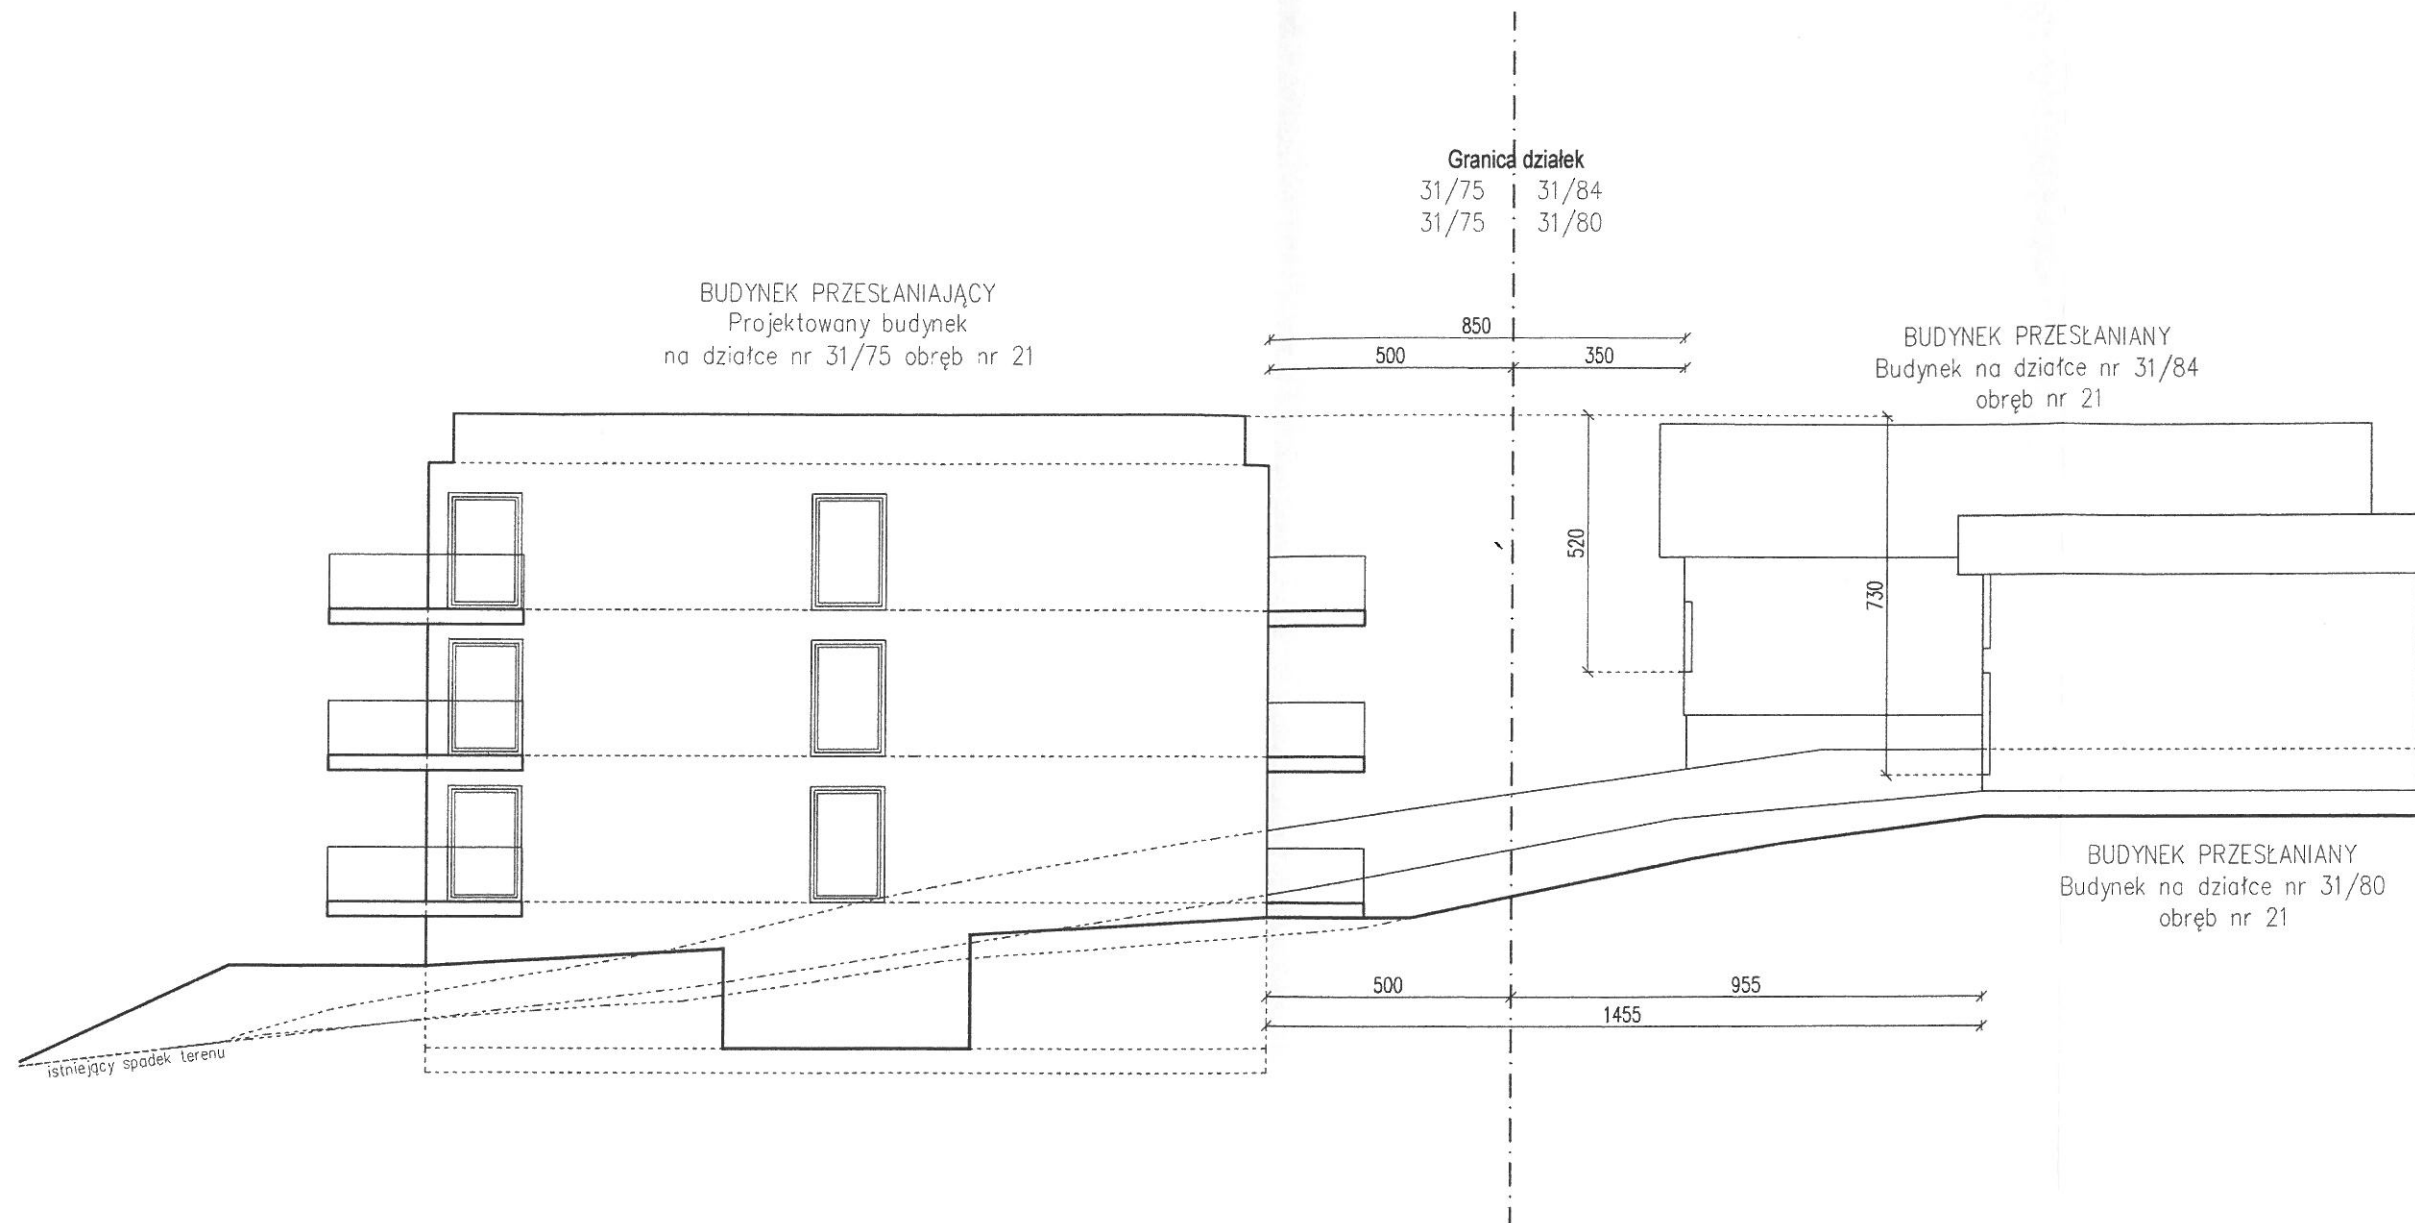 Granica działek
31/75 31/84
31/75 31/80
BUDYNEK PRZESŁANIAJĄCY
Projektowany budynek
na działce nr 31/75 obręb nr 21
850
500 350
BUDYNEK PRZESŁANIANY
Budynek na działce nr 31/84
obręb nr 21
520
730
BUDYNEK PRZESŁANIANY
Budynek na działce nr 31/80
obręb nr 21
500 955
1455
istniejący spadek terenu